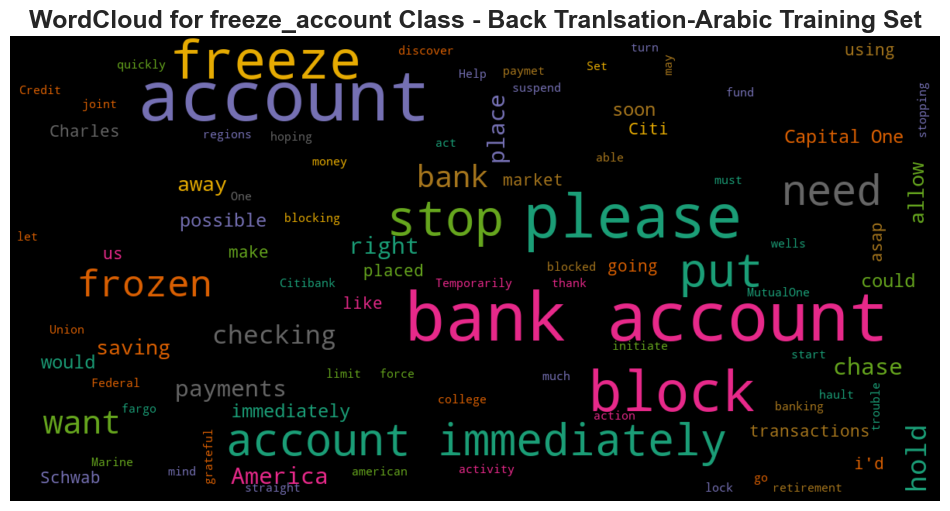 WordCloud for freeze_account Class - Back Tranlsation-Arabic Training Set
freeze
account
quickly
discover
turn
using
Credit
joint
Help
paymet
Set
may
suspend
fund
stopping
Charles
regions
hoping
place
soon
Citi
Capital One
act
money
able
bank
market
away
One
must
need
allow
possible
blocking
stop
please
let
us
make
right
wells
asap
placed
blocked
going
put
could
frozen
Citibank
Temporarily
thank
MutualOne
like
bank account
Union
saving
checking
initiate
start
would
chase
Federal
payments
limit
force
much
block
hault
fargo
immediately
college
action
banking
trouble
want
account immediately
transactions
hold
Marine
grateful
mind
America
american
activity
i'd
Schwab
straight
lock
go
retirement